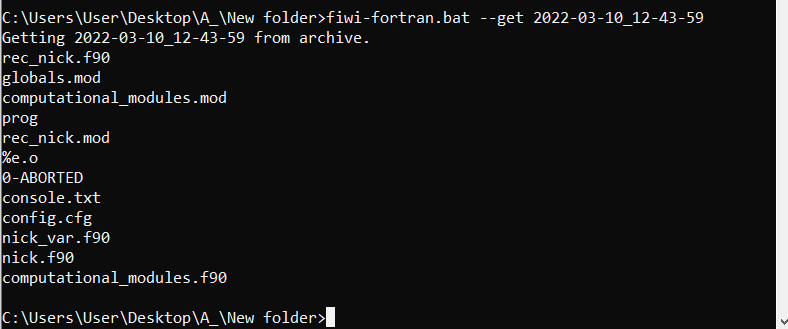 C:\Users\User\Desktop\A_\New folder>fiwi-fortran.bat --get 2022-03-10_12-43-59
Getting 2022-03-10_12-43-59 from archive.
rec_nick.f90
globals.mod
computational_modules.mod
prog
rec_nick.mod
%e.o
0-ABORTED
console.txt
config.cfg
nick_var.f90
nick.f90
computational_modules.f90
C:\Users\User\Desktop\A_\New folder>